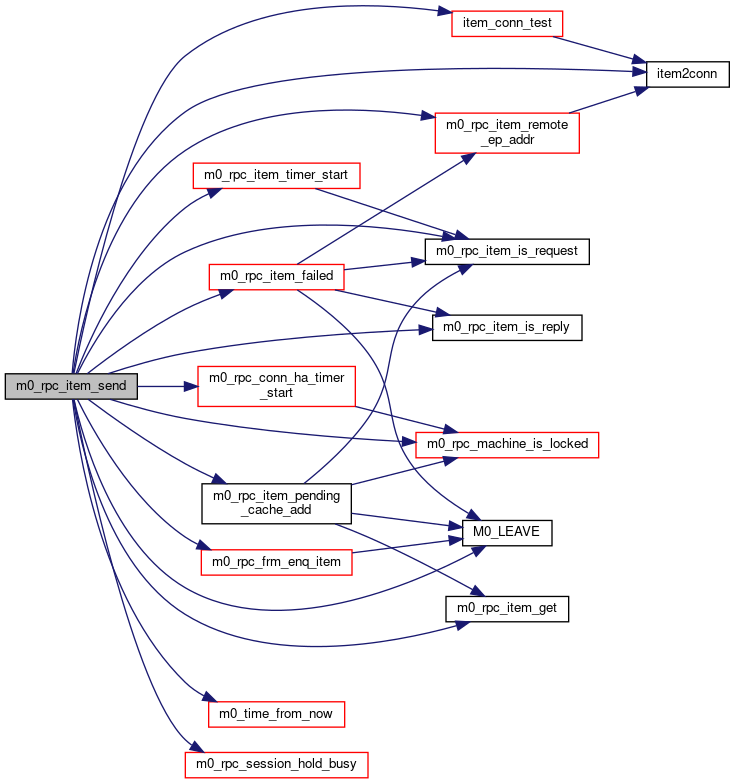 item_conn_test
item2conn
m0_rpc_item_remote
_ep_addr
m0_rpc_item_timer_start
m0_rpc_item_is_request
m0_rpc_item_failed
m0_rpc_item_is_reply
m0_rpc_item_send
m0_rpc_conn_ha_timer
_start
m0_rpc_machine_is_locked
m0_rpc_item_pending
_cache_add
M0_LEAVE
m0_rpc_frm_enq_item
m0_rpc_item_get
m0_time_from_now
m0_rpc_session_hold_busy